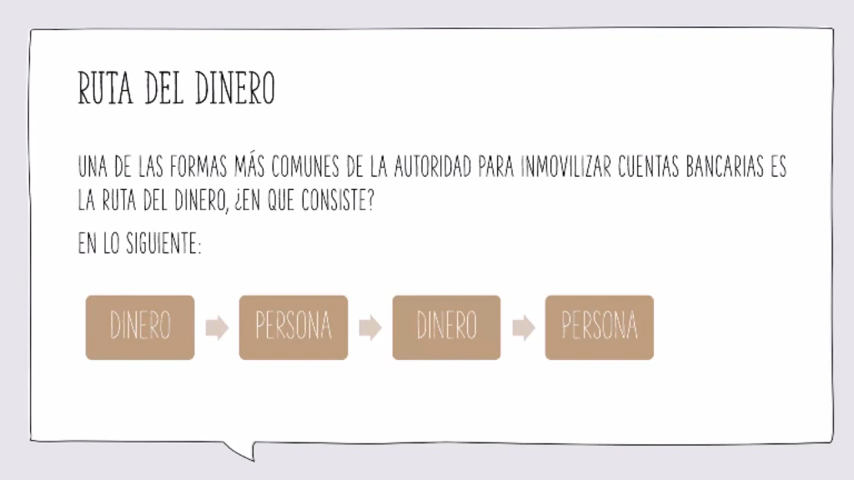 RUTA DEL DINERO
UNA DE LAS FORMAS MÁS COMUNES DE LA AUTORIDAD PARA INMOVILIZAR CUENTAS BANCARIAS ES
LA RUTA DEL DINERO, ¿EN QUE CONSISTE?
EN LO SIGUIENTE:
DINERO PERSONA DINERO PERSONA